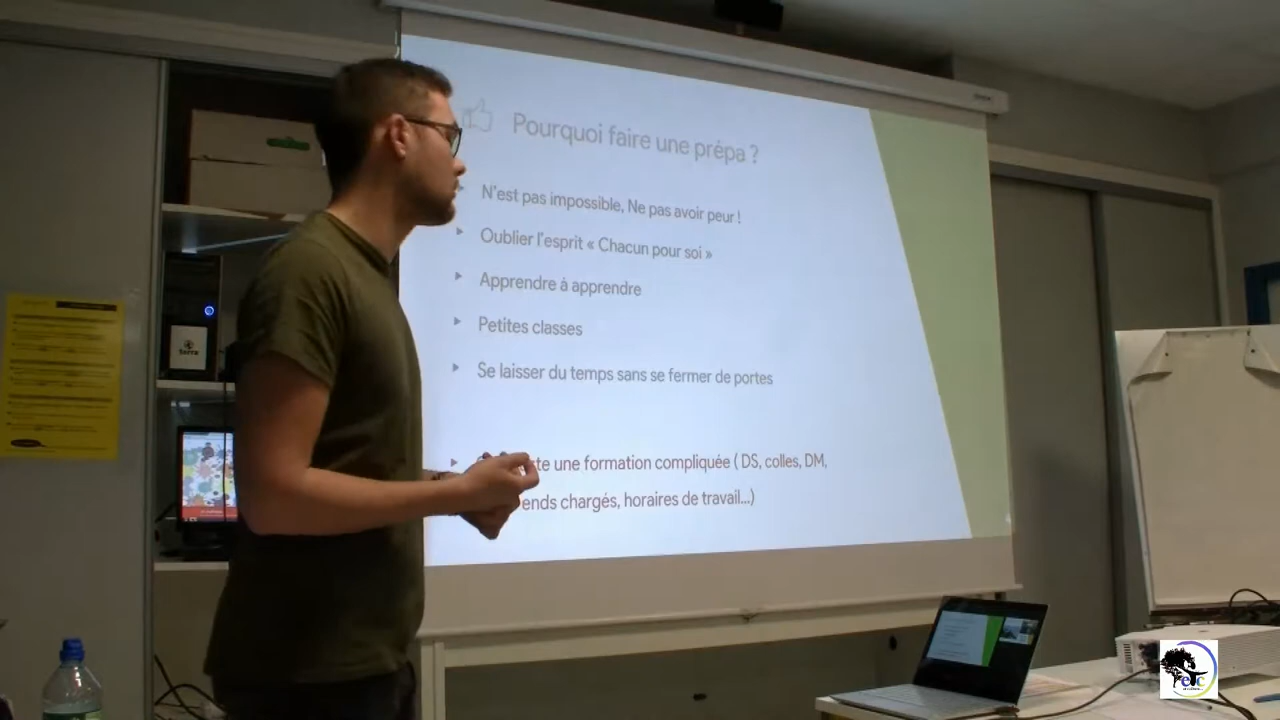 Pourquoi faire une prépa ?
N'est pas impossible, Ne pas avoir peur !
Oublier l'esprit « Chacun pour soi »
Apprendre à apprendre
Petites classes
Se laisser du temps sans se fermer de portes
une formation compliquée ( DS, colles, DM,
chargés, horaires de travail...)
terra